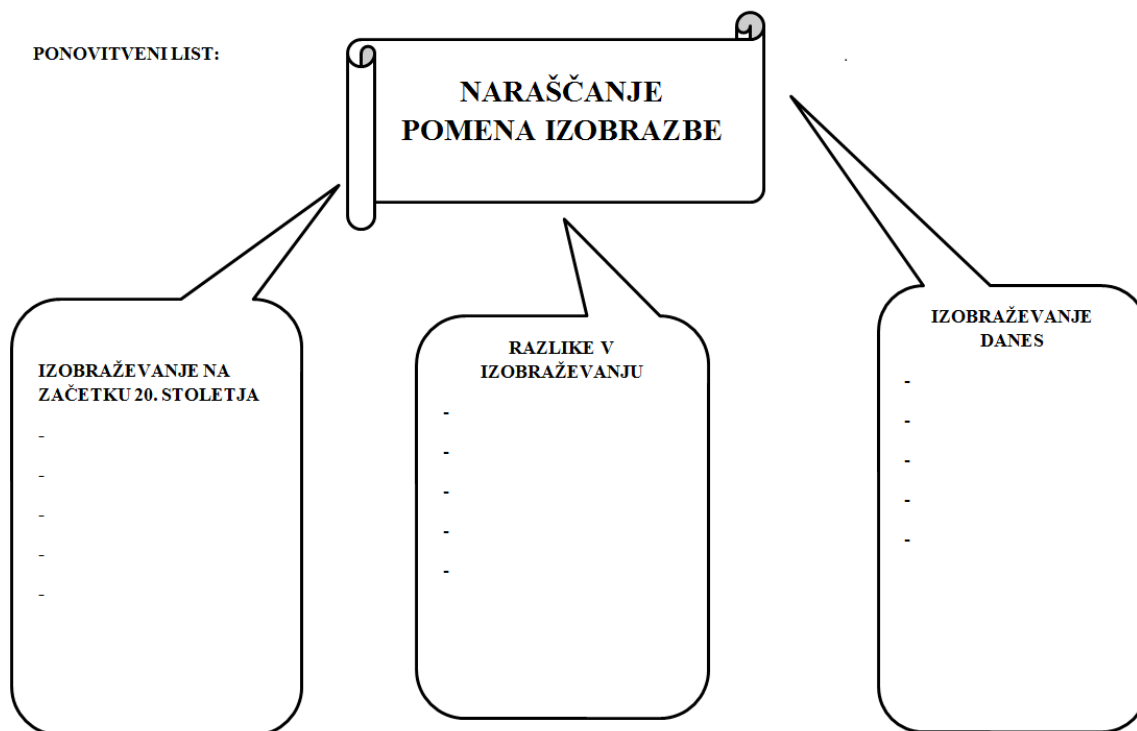 PONOVITVENI LIST:
NARAŠČANJE
POMENA IZOBRAZBE
.
IZOBRAŽEVANJE NA
ZAČETKU 20. STOLETJA
-
-
-
-
-
RAZLIKE V
IZOBRAŽEVANJU
-
-
-
-
-
IZOBRAŽEVANJE
DANES
-
-
-
-
-